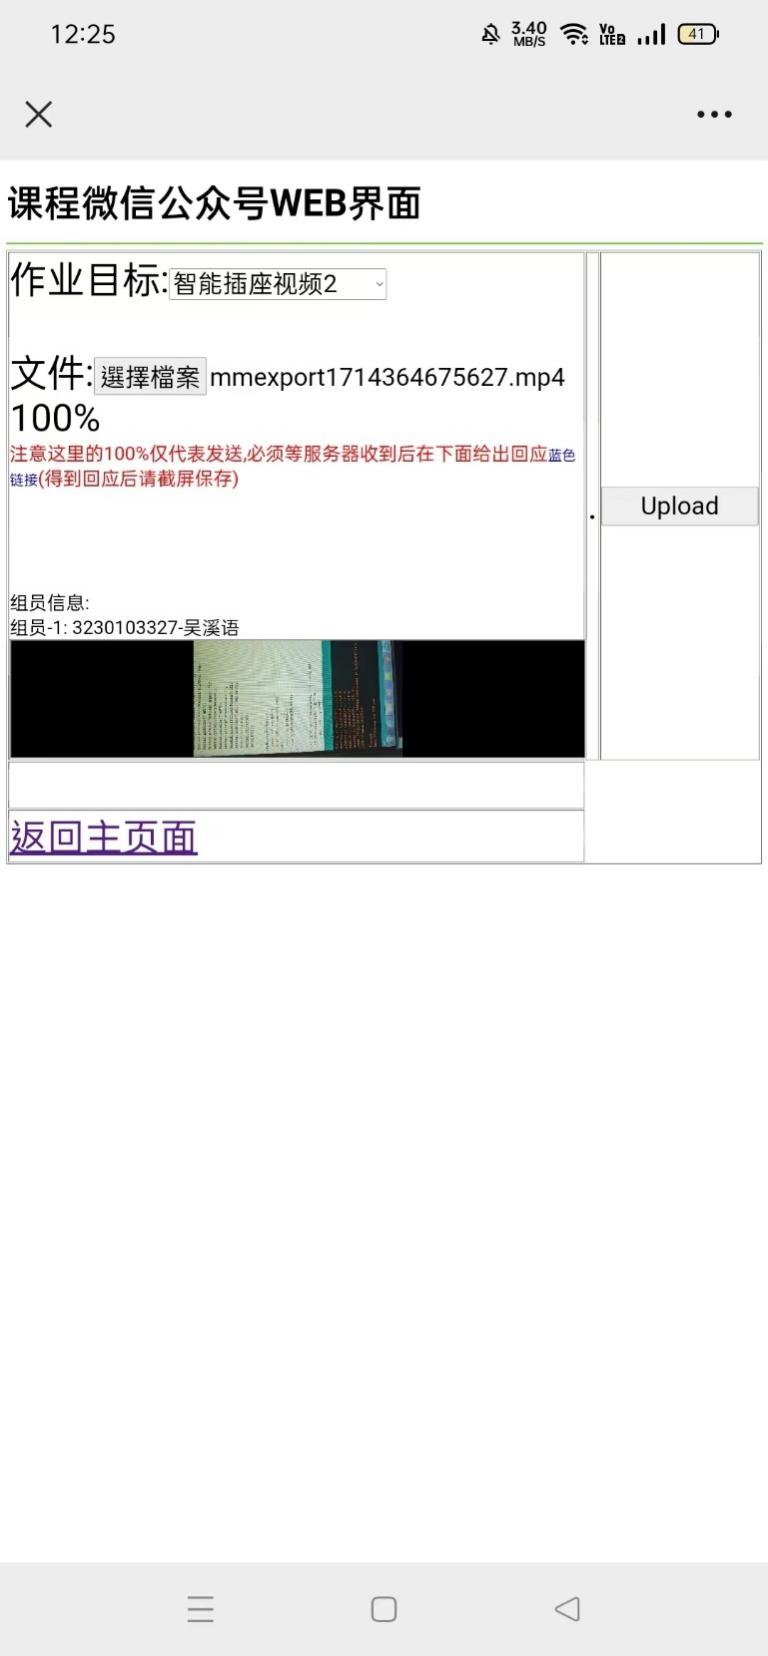 12:25
3.40 MB/S
Vo LTE2
41
课程微信公众号WEB界面
作业目标:智能插座视频2
文件:選擇檔案 mmexport1714364675627.mp4
100%
注意这里的100%仅代表发送,必须等服务器收到后在下面给出回应蓝色
链接(得到回应后请截屏保存)
.
Upload
组员信息:
组员-1: 3230103327-吴溪语
返回主页面